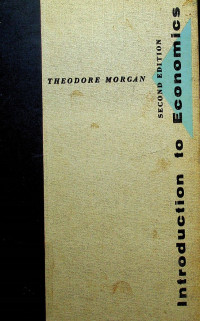 THEODORE MORGAN
SECOND EDITION
Introduction to Economics